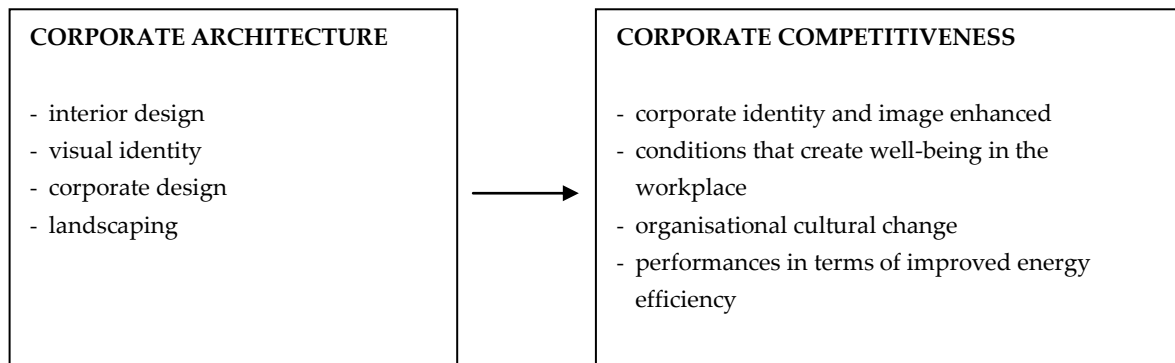 CORPORATE ARCHITECTURE
- interior design
- visual identity
- corporate design
- landscaping
CORPORATE COMPETITIVENESS
- corporate identity and image enhanced
- conditions that create well-being in the
workplace
- organisational cultural change
- performances in terms of improved energy
efficiency